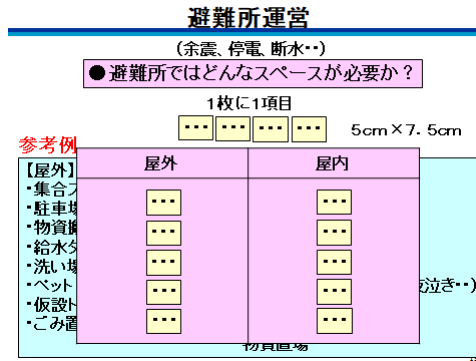 避難所運営
(余震、停電、断水・・)
●避難所ではどんなスペースが必要か?
1枚に1項目
… … … …
5cm×7.5cm
参考例
【屋外】
・集合
・駐車場
・物資搬
・給水
・洗い場
・ペット
・仮設ト
・ごみ置
屋外 屋内
… …
… …
… …
… …
… …
泣き・・)
物資置場